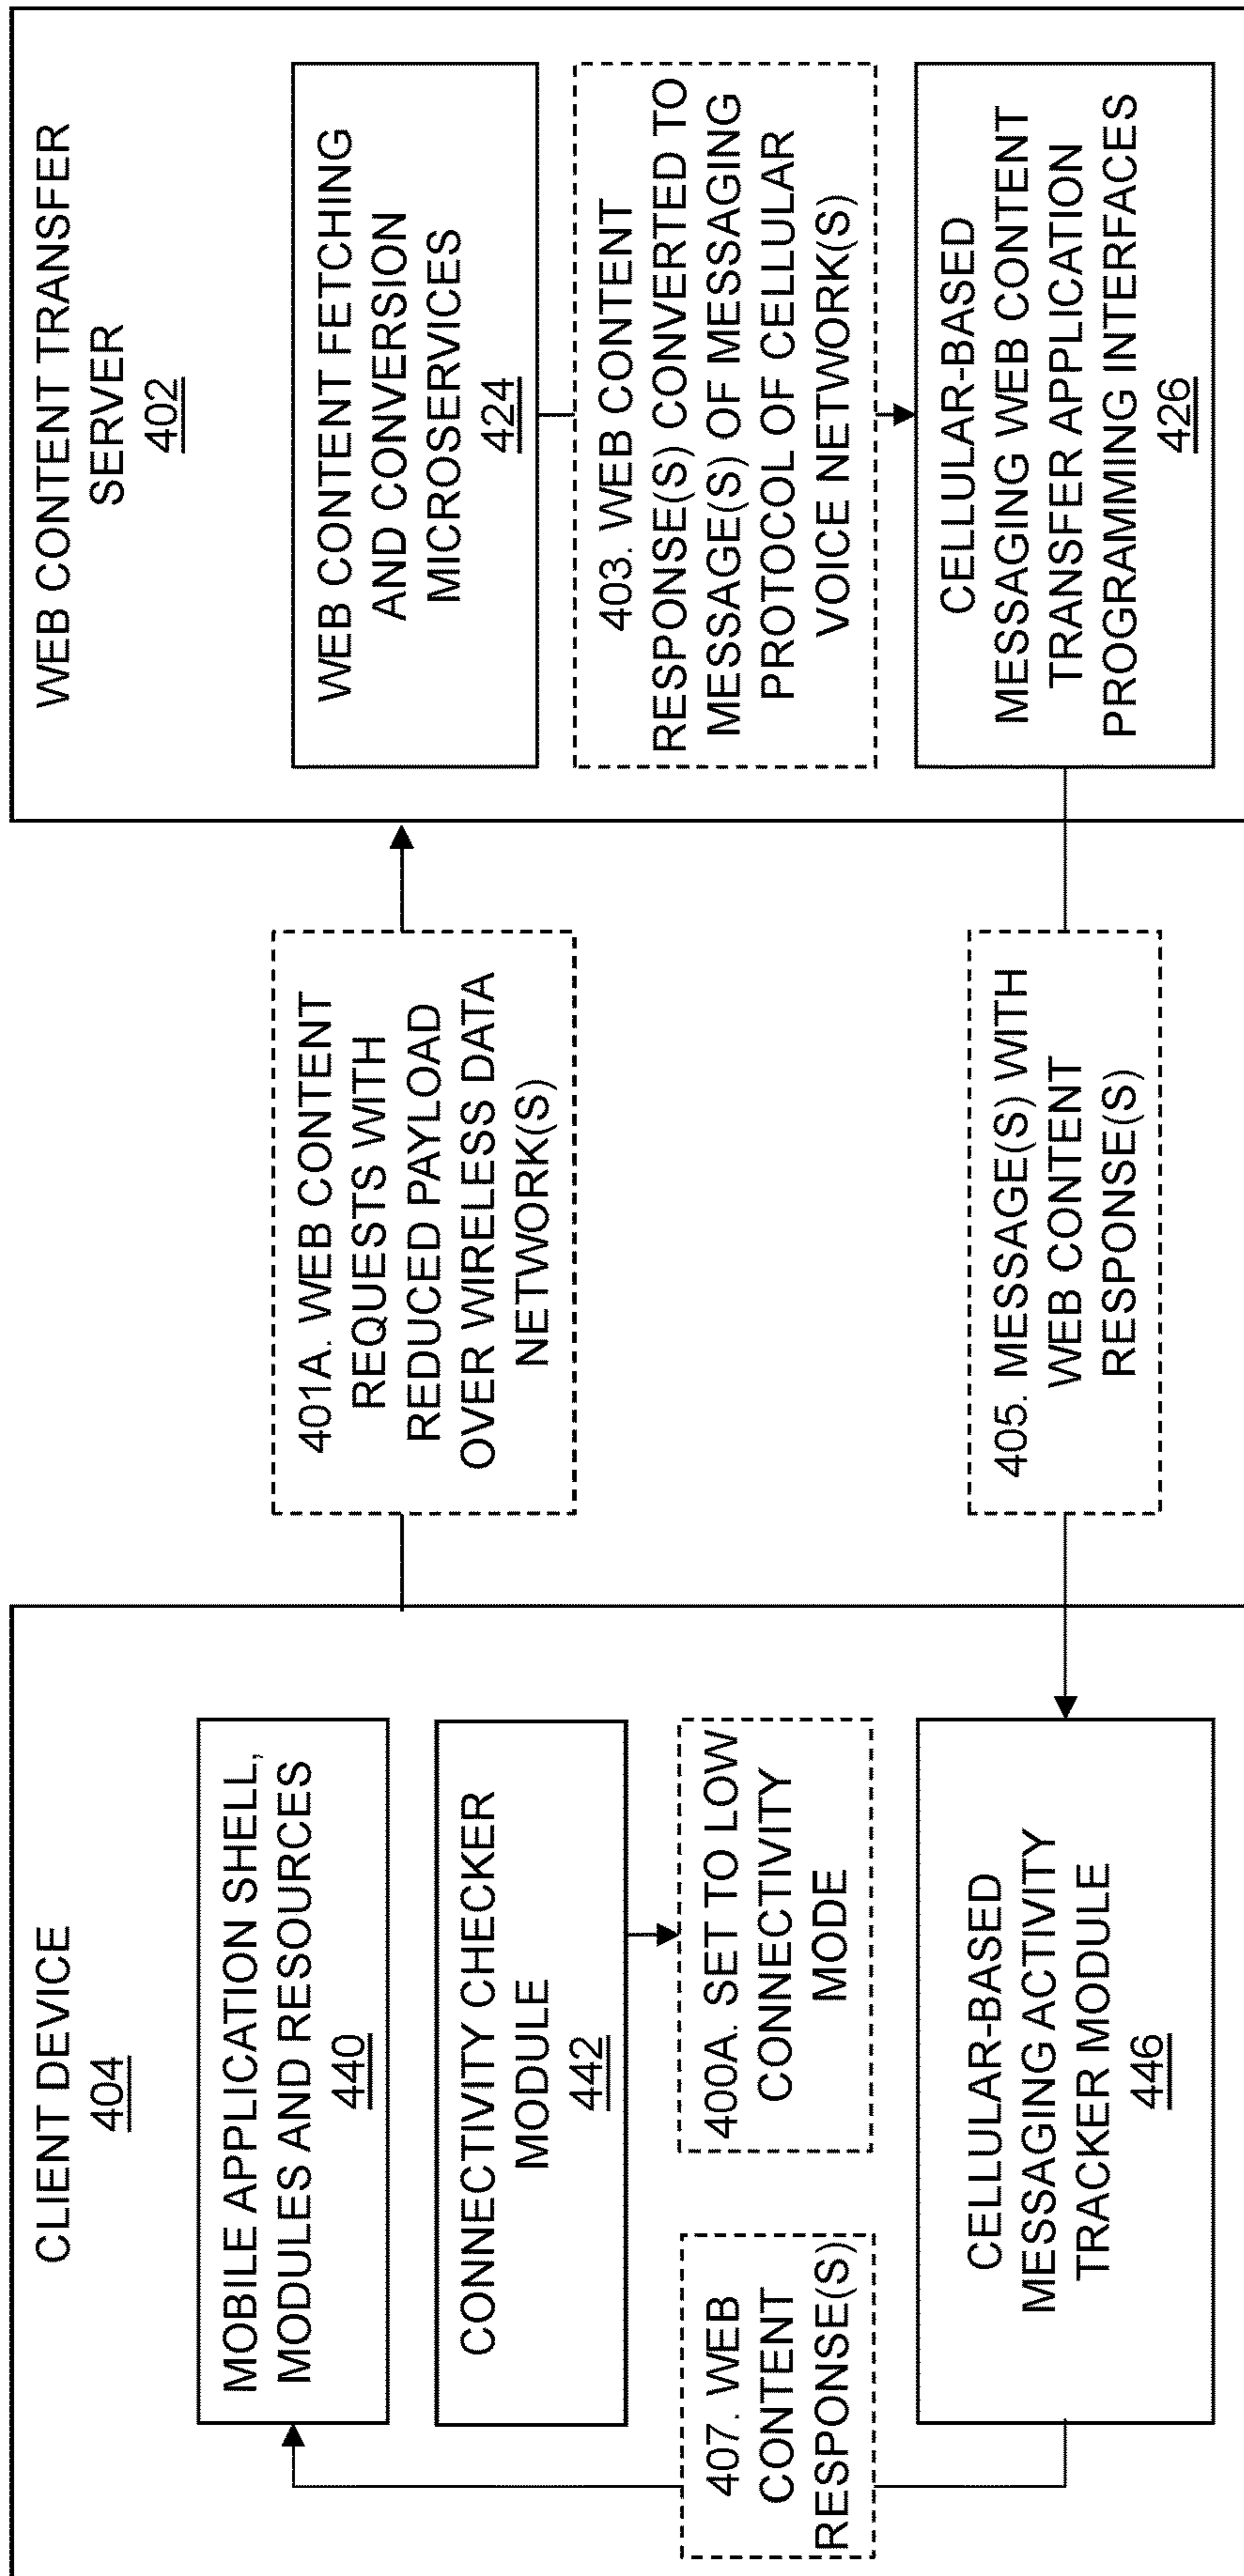 CLIENT DEVICE
404
MOBILE APPLICATION SHELL,
MODULES AND RESOURCES
440
CONNECTIVITY CHECKER
MODULE
442
400A. SET TO LOW
CONNECTIVITY
MODE
407. WEB
CONTENT
RESPONSE(S)
CELLULAR-BASED
MESSAGING ACTIVITY
TRACKER MODULE
446
401A. WEB CONTENT
REQUESTS WITH
REDUCED PAYLOAD
OVER WIRELESS DATA
NETWORK(S)
405. MESSAGE(S) WITH
WEB CONTENT
RESPONSE(S)
WEB CONTENT TRANSFER
SERVER
402
WEB CONTENT FETCHING
AND CONVERSION
MICROSERVICES
424
403. WEB CONTENT
RESPONSE(S) CONVERTED TO
MESSAGE(S) OF MESSAGING
PROTOCOL OF CELLULAR
VOICE NETWORK(S)
CELLULAR-BASED
MESSAGING WEB CONTENT
TRANSFER APPLICATION
PROGRAMMING INTERFACES
426